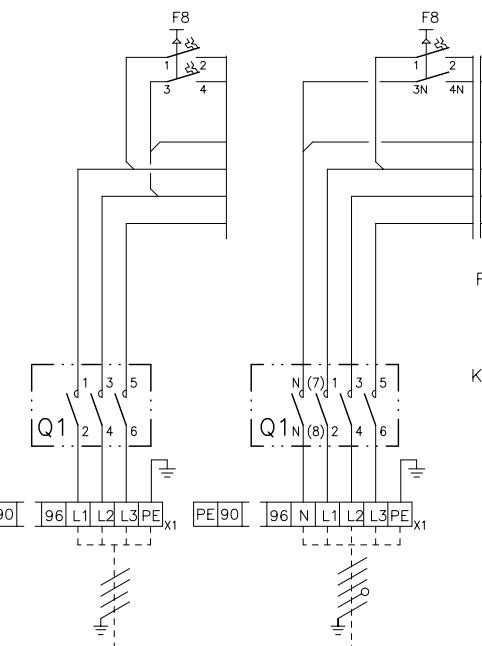 F8 F8
1 2 1 2
3 4 3N 4N
F
K
1 3 5 N (7) 1 3 5
Q1 Q1
2 4 6 N (8) 2 4 6
90 96 L1 L2 L3 PE X1 PE 90 96 N L1 L2 L3 PE X1